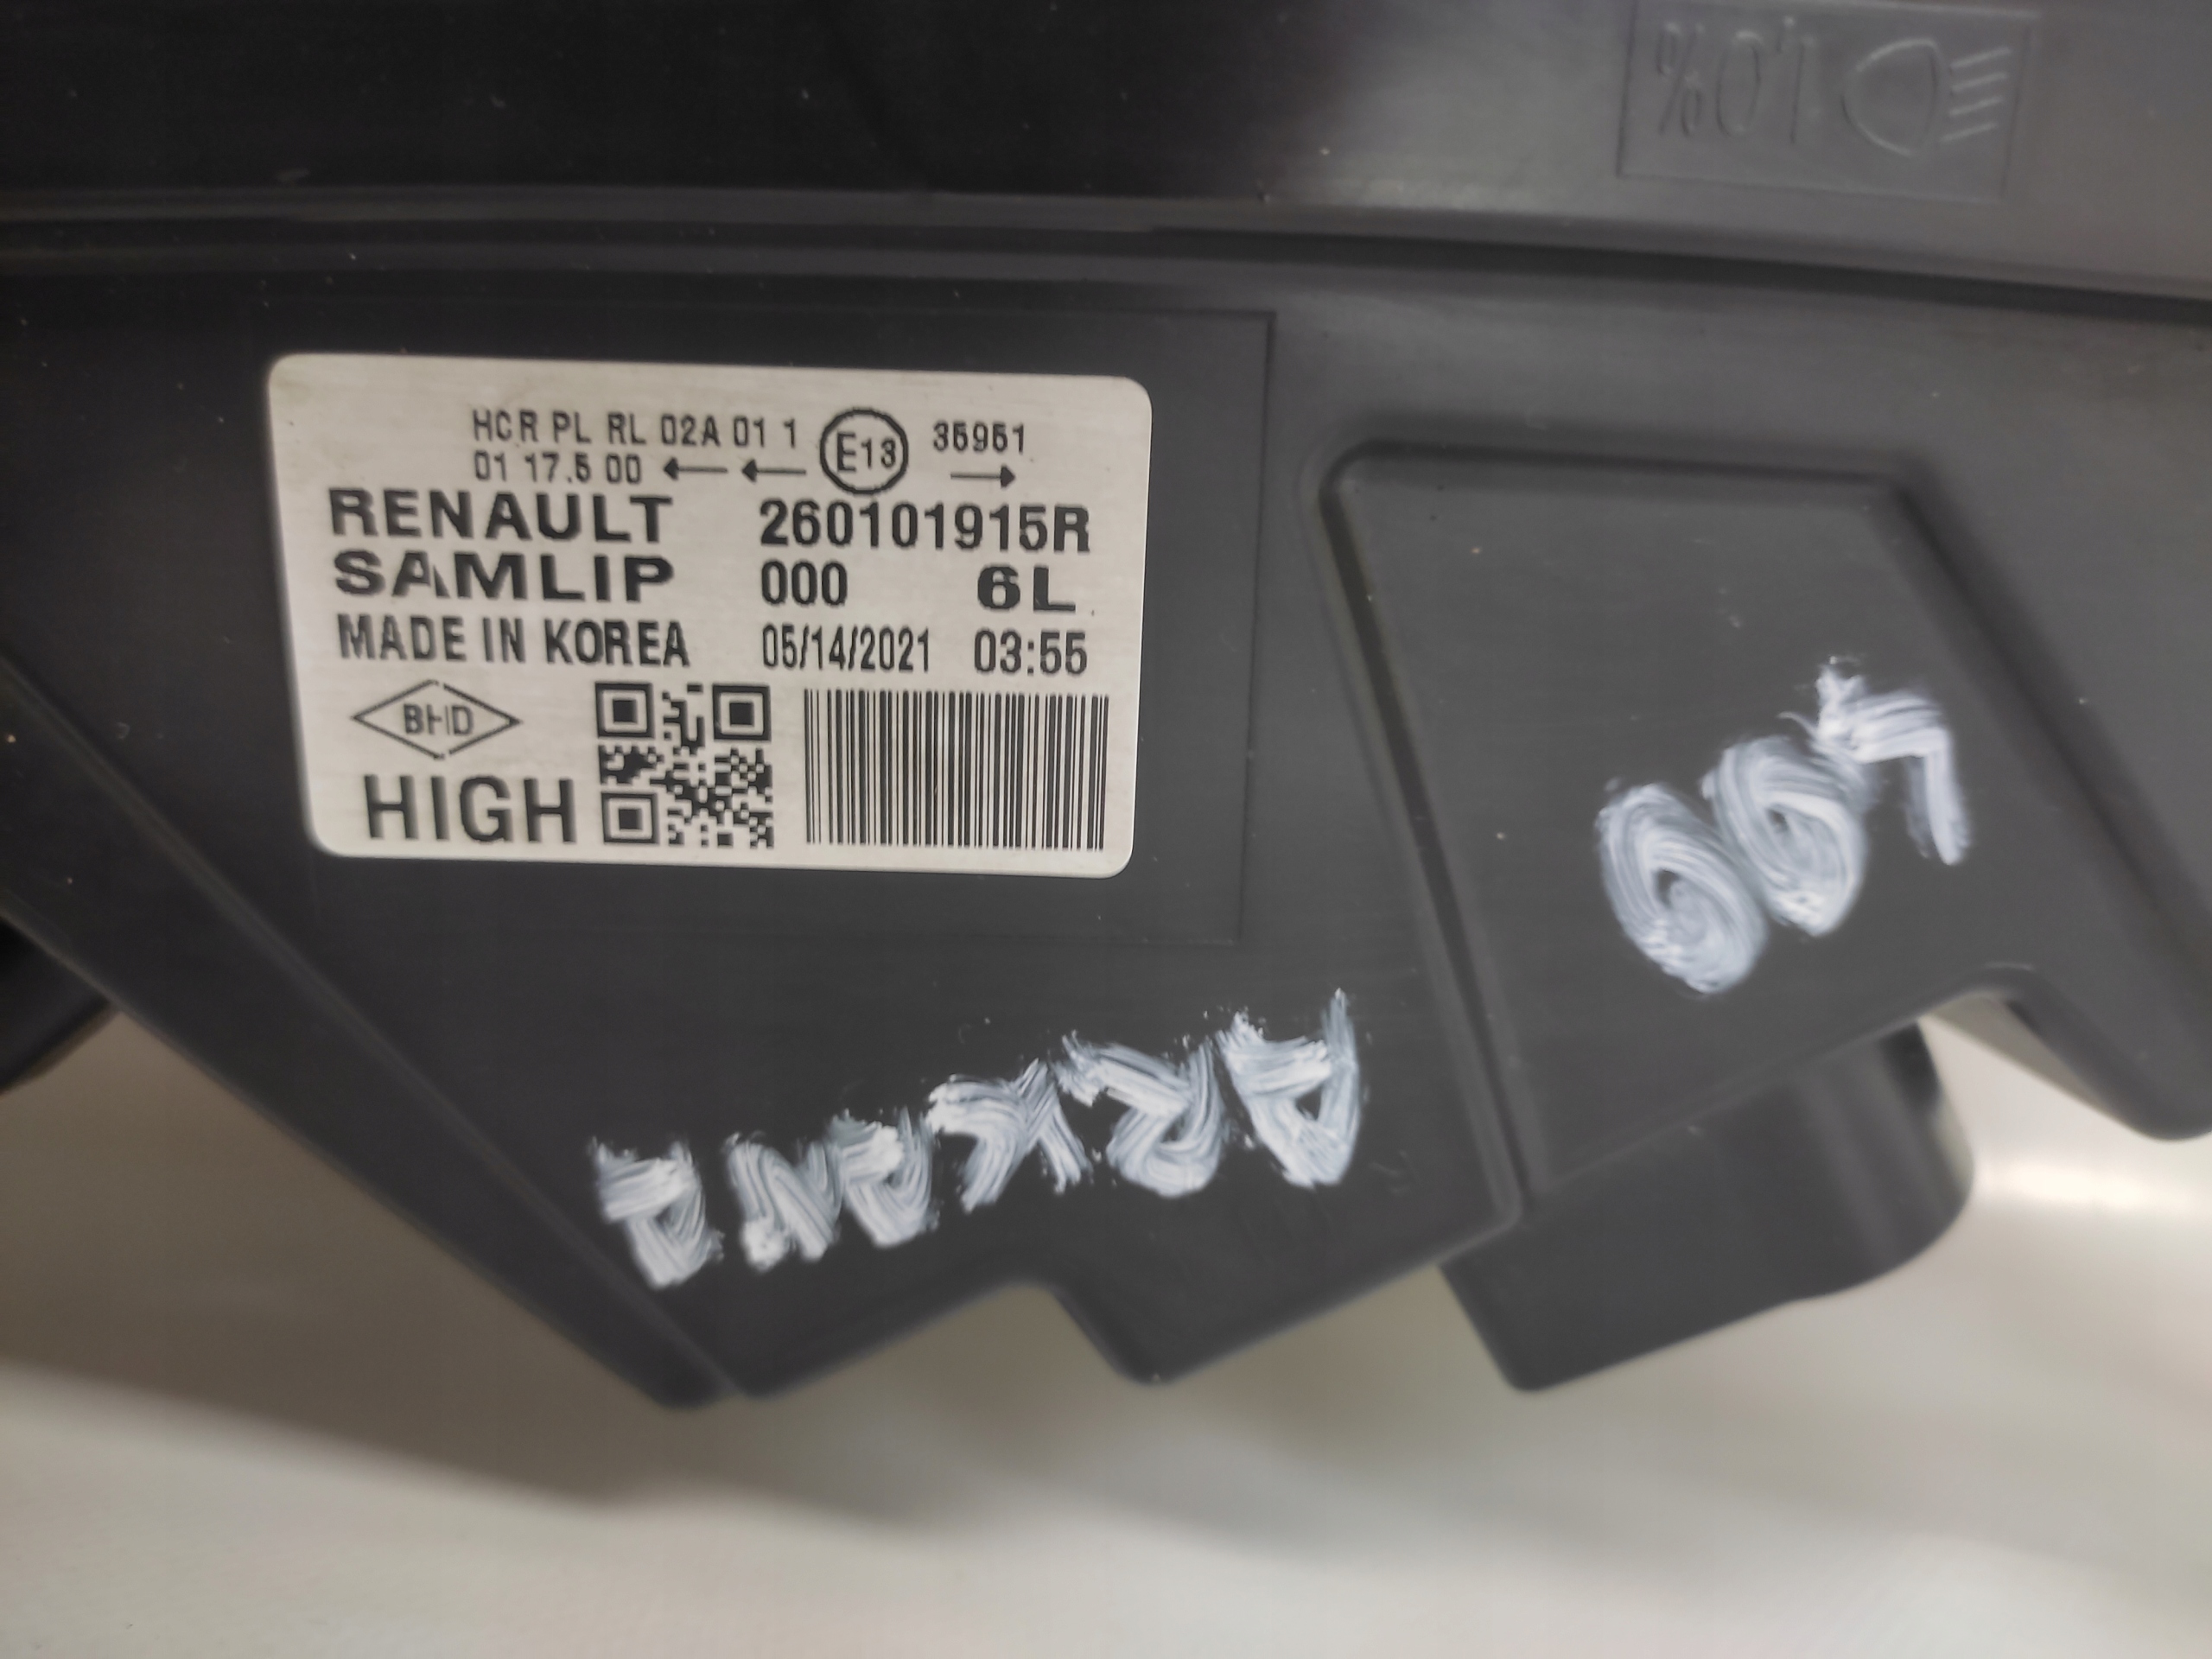 1,0%
HCR PL RL 02A 01 1 E13 35951
01 17.5 00 ← ← →
RENAULT 260101915R
SAMLIP 000 6L
MADE IN KOREA 05/14/2021 03:55
BHD
HIGH
ARKANA